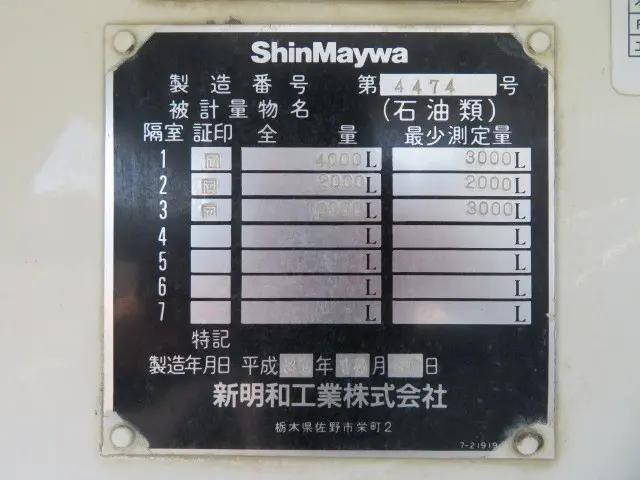 ShinMaywa
製造番号 第4474号
被計量物名 (石油類)
隔室 証印 全量 最少測定量
1 4000L 3000L
2 2000L 2000L
3 L 3000L
4 L L
5 L L
6 L L
7 L L
特記
製造年月日 平成 年 月 日
新明和工業株式会社
栃木県佐野市栄町2
7-21919